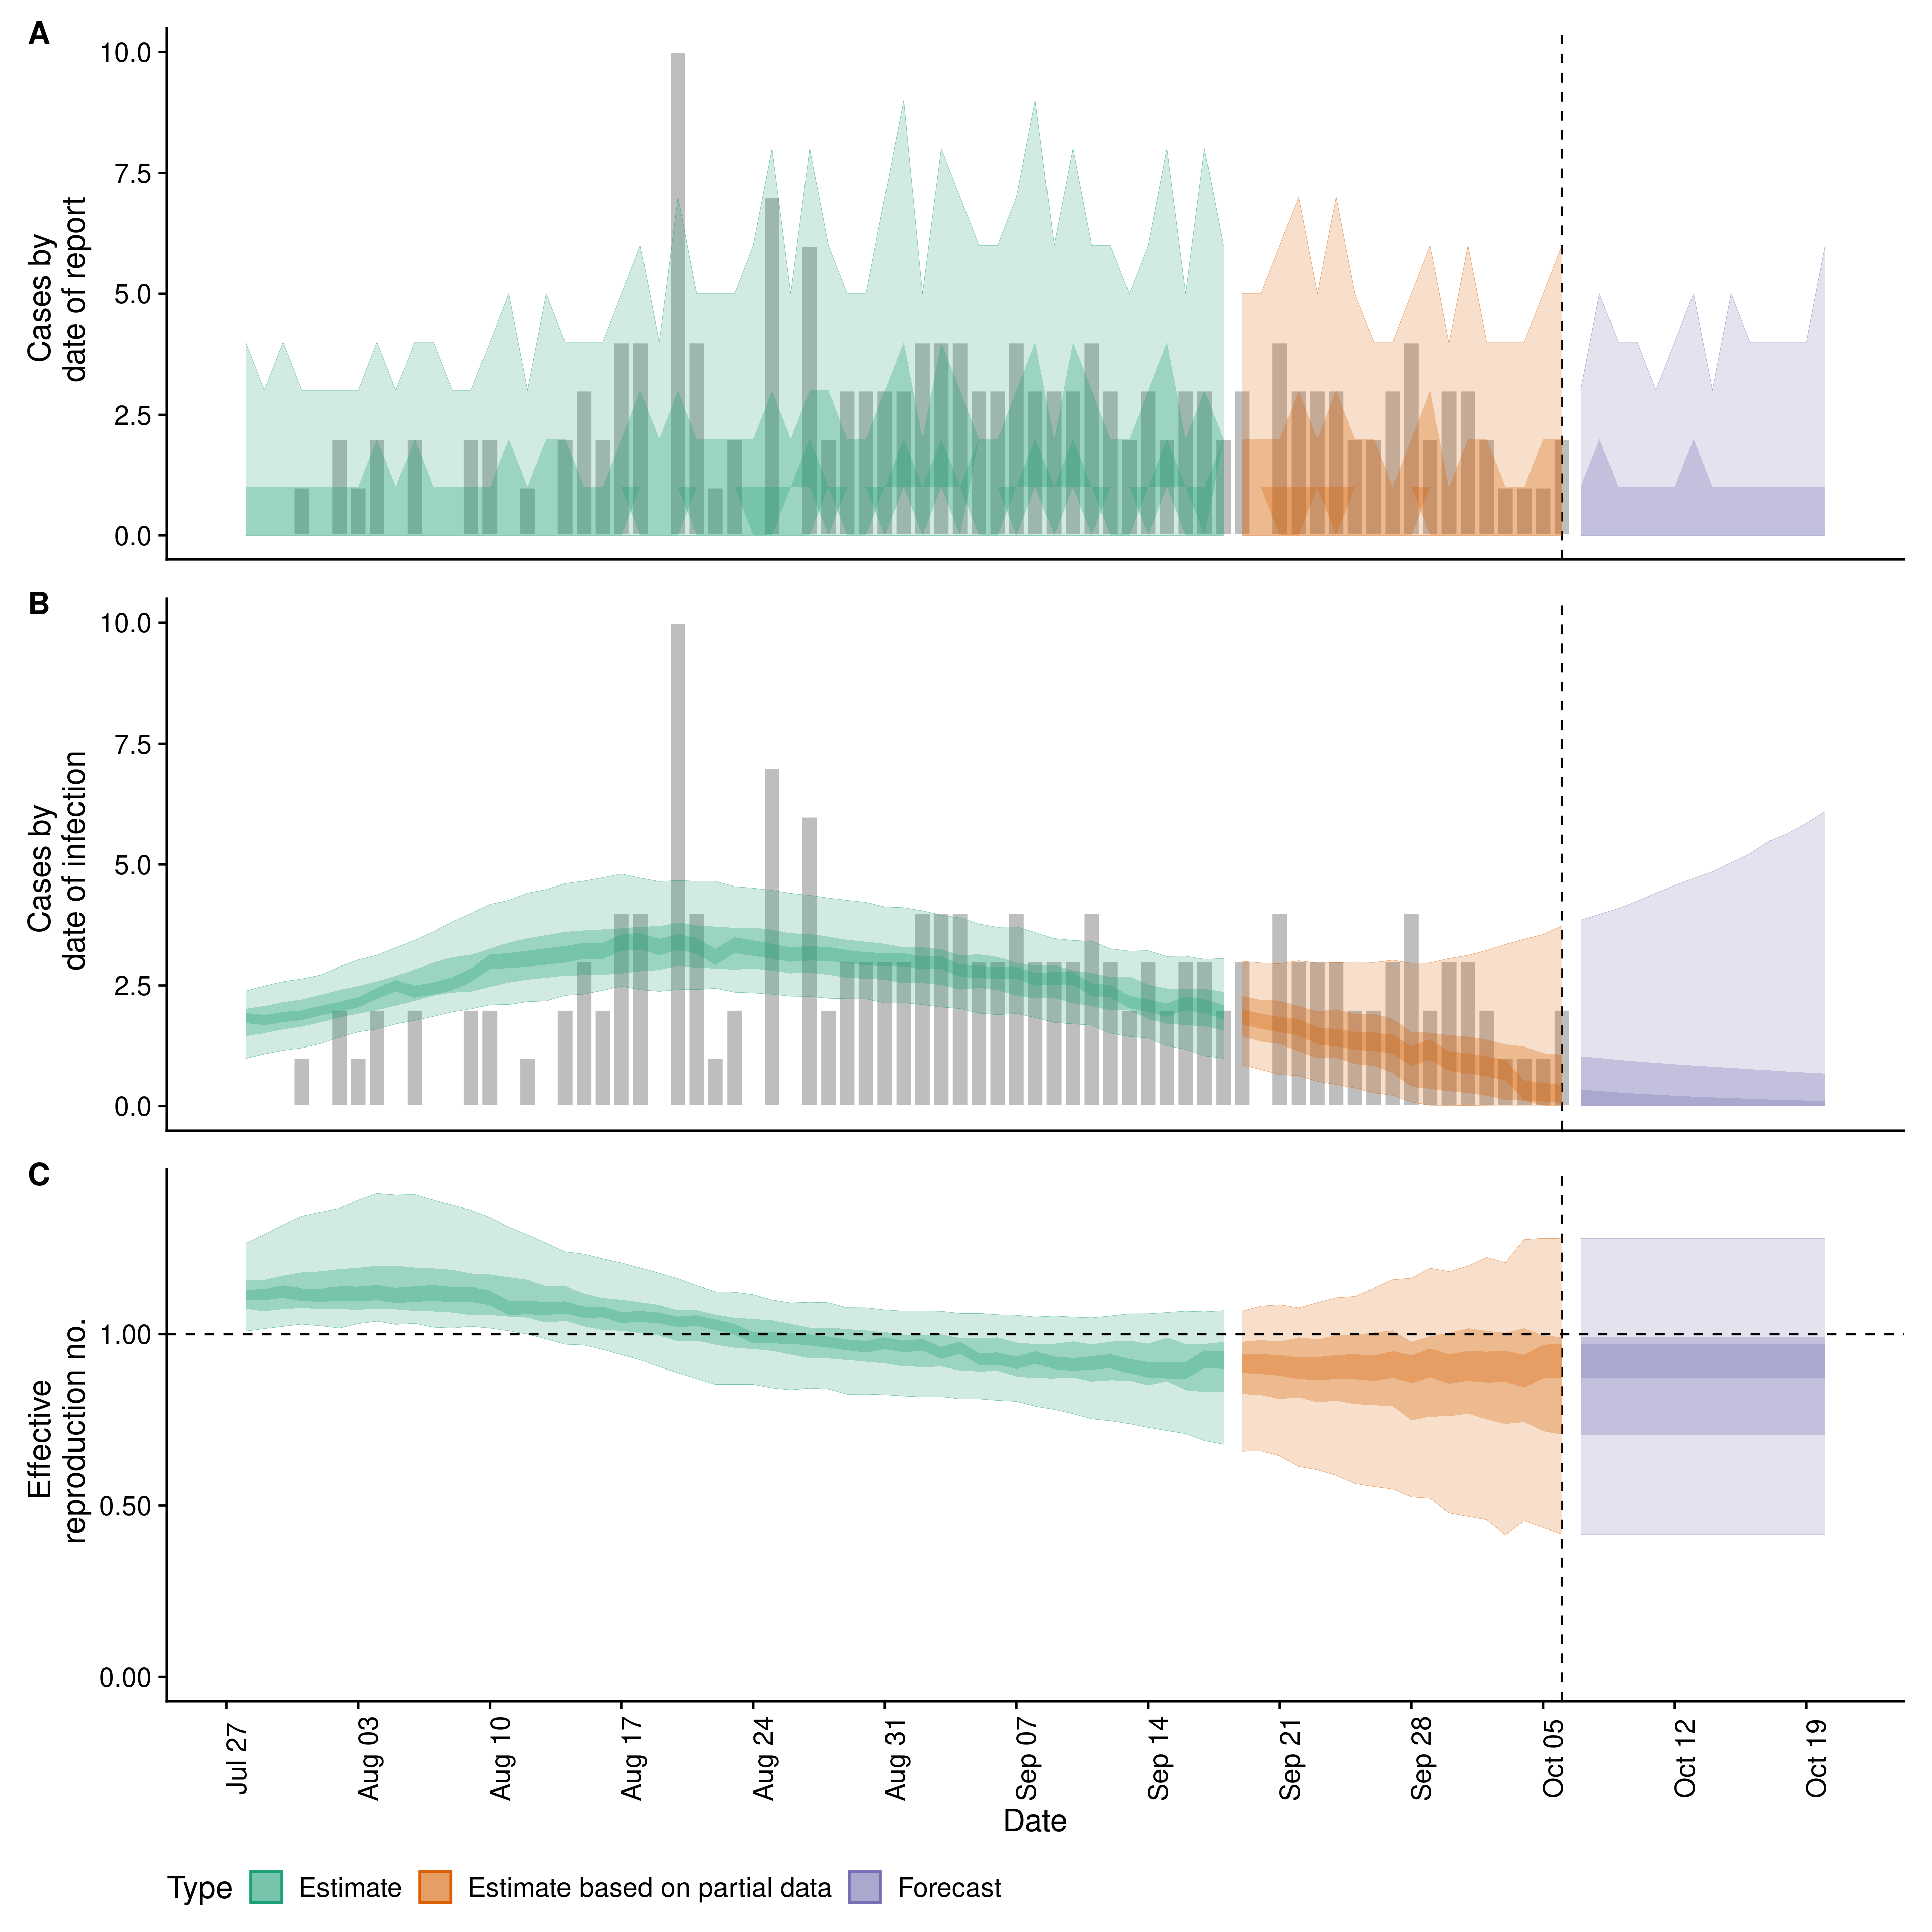 A
Cases by
date of report
10.0
7.5
5.0
2.5
0.0
B
Cases by
date of infection
10.0
7.5
5.0
2.5
0.0
C
Effective
reproduction no.
1.00
0.50
0.00
Jul 27
Aug 03
Aug 10
Aug 17
Aug 24
Aug 31
Sep 07
Sep 14
Sep 21
Sep 28
Oct 05
Oct 12
Oct 19
Date
Type Estimate Estimate based on partial data Forecast